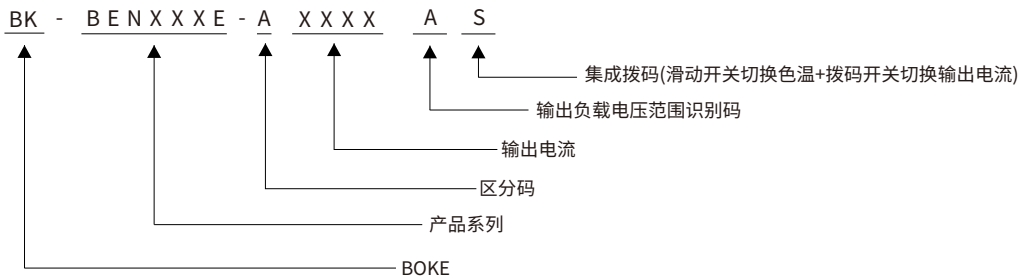 BK - BENXXXE - A XXXX A S
集成拨码(滑动开关切换色温+拨码开关切换输出电流)
输出负载电压范围识别码
输出电流
区分码
产品系列
BOKE